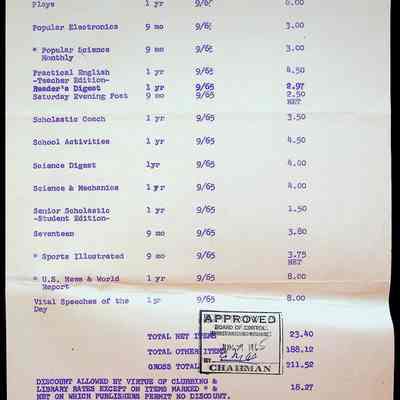 Plays 1 yr 9/65 6.00
Popular Electronics 9 mo 9/65 3.00
* Popular Science 9 mo 9/65 3.00
Monthly
Practical English 1 yr 9/65 4.50
-Teacher Edition-
Reader's Digest 1 yr 9/65 2.97
Saturday Evening Post 9 mo 9/65 2.50
NET
Scholastic Coach 1 yr 9/65 3.50
School Activities 1 yr 9/65 4.50
Science Digest 1yr 9/65 4.00
Science & Mechanics 1 yr 9/65 4.00
Senior Scholastic 1 yr 9/65 1.50
-Student Edition-
Seventeen 9 mo 9/65 3.80
* Sports Illustrated 9 mo 9/65 3.75
NET
* U.S. News & World 1 yr 9/65 8.00
Report
Vital Speeches of the 1 yr 9/65 8.00
Day
APPROVED
BOARD OF CONTROL
1965
BY
CHAIRMAN
TOTAL NET ITEMS 23.40
TOTAL OTHER ITEMS 188.12
GROSS TOTAL 211.52
DISCOUNT ALLOWED BY VIRTUE OF CLUBBING &
LIBRARY RATES EXCEPT ON ITEMS MARKED * & 18.27
NET ON WHICH PUBLISHERS PERMIT NO DISCOUNT.